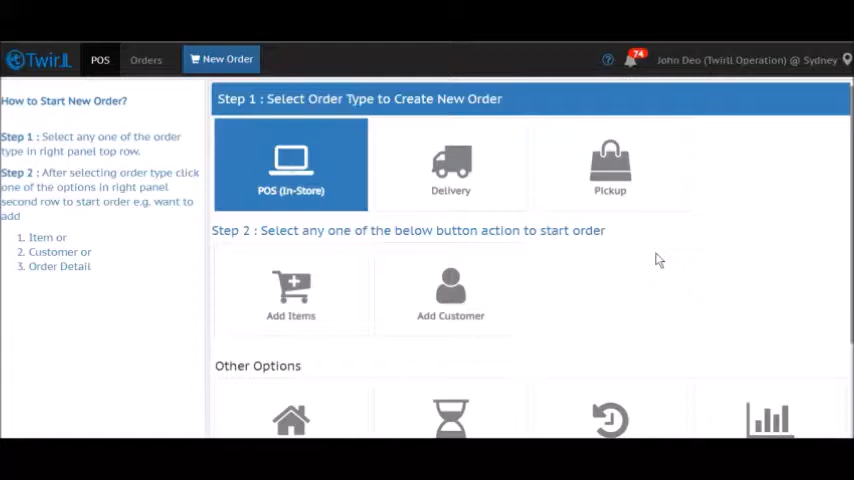 Twirll POS Orders New Order 74 John Deo (Twirll Operation) @ Sydney
How to Start New Order?
Step 1 : Select any one of the order
type in right panel top row.
Step 2 : After selecting order type click
one of the options in right panel
second row to start order e.g. want to
add
1. Item or
2. Customer or
3. Order Detail
Step 1 : Select Order Type to Create New Order
POS (In-Store)
Delivery
Pickup
Step 2 : Select any one of the below button action to start order
Add Items
Add Customer
Other Options